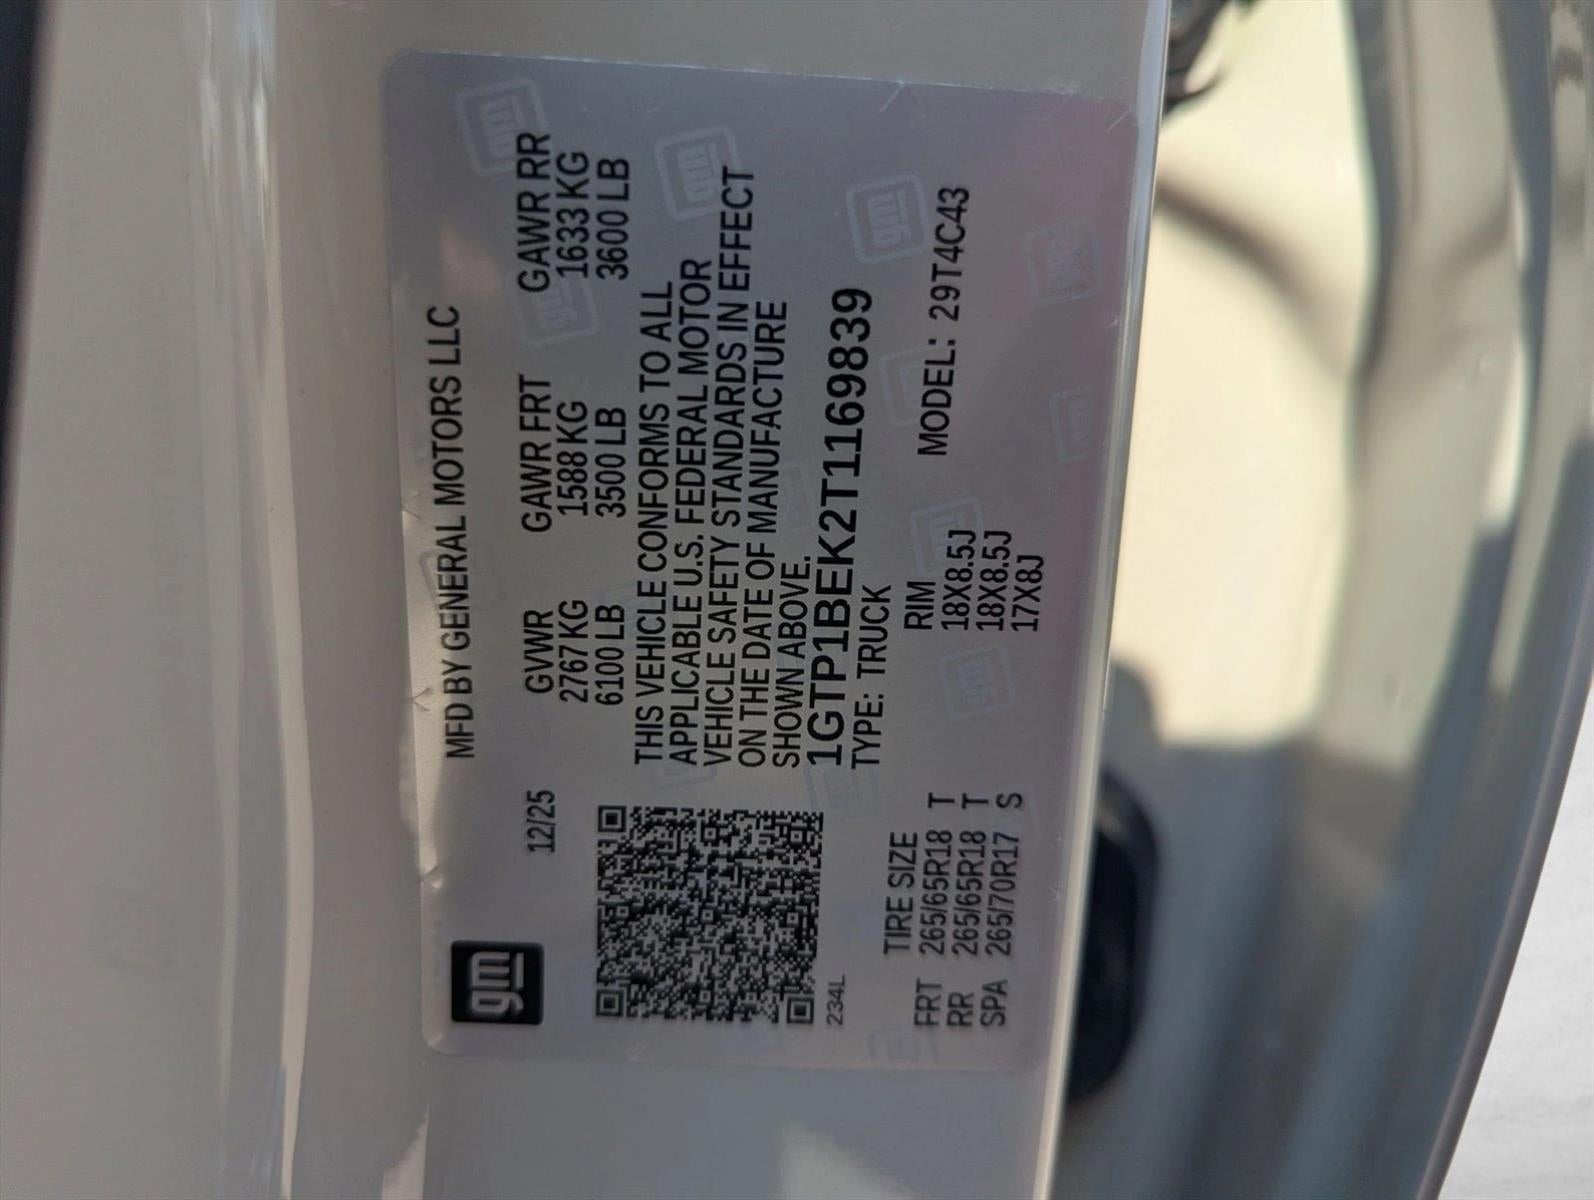 gm
MFD BY GENERAL MOTORS LLC
12/25
GVWR GAWR FRT GAWR RR
2767 KG 1588 KG 1633 KG
6100 LB 3500 LB 3600 LB
THIS VEHICLE CONFORMS TO ALL
APPLICABLE U.S. FEDERAL MOTOR
VEHICLE SAFETY STANDARDS IN EFFECT
ON THE DATE OF MANUFACTURE
SHOWN ABOVE.
1GTP1BEK2T1169839
TYPE: TRUCK
234L
MODEL: 29T4C43
TIRE SIZE RIM
FRT 265/65R18 T 18X8.5J
RR 265/65R18 T 18X8.5J
SPA 265/70R17 S 17X8J